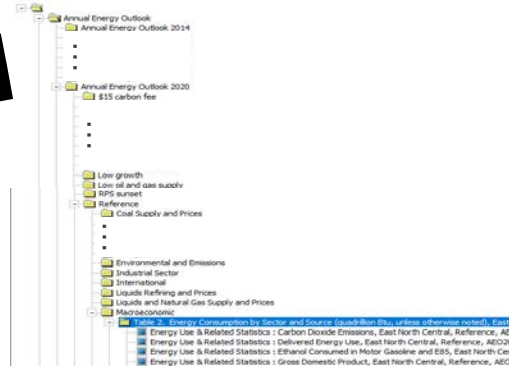 Annual Energy Outlook
Annual Energy Outlook 2014
Annual Energy Outlook 2020
$15 carbon fee
Low growth
Low oil and gas supply
RPS sunset
Reference
Coal Supply and Prices
Environmental and Emissions
Industrial Sector
International
Liquids Refining and Prices
Liquids and Natural Gas Supply and Prices
Macroeconomic
Table 2. Energy Consumption by Sector and Source (quadrillion Btu, unless otherwise noted), East
Energy Use & Related Statistics : Carbon Dioxide Emissions, East North Central, Reference, AE
Energy Use & Related Statistics : Delivered Energy Use, East North Central, Reference, AEO2
Energy Use & Related Statistics : Ethanol Consumed in Motor Gasoline and E85, East North Cen
Energy Use & Related Statistics : Gross Domestic Product, East North Central, Reference, AEO